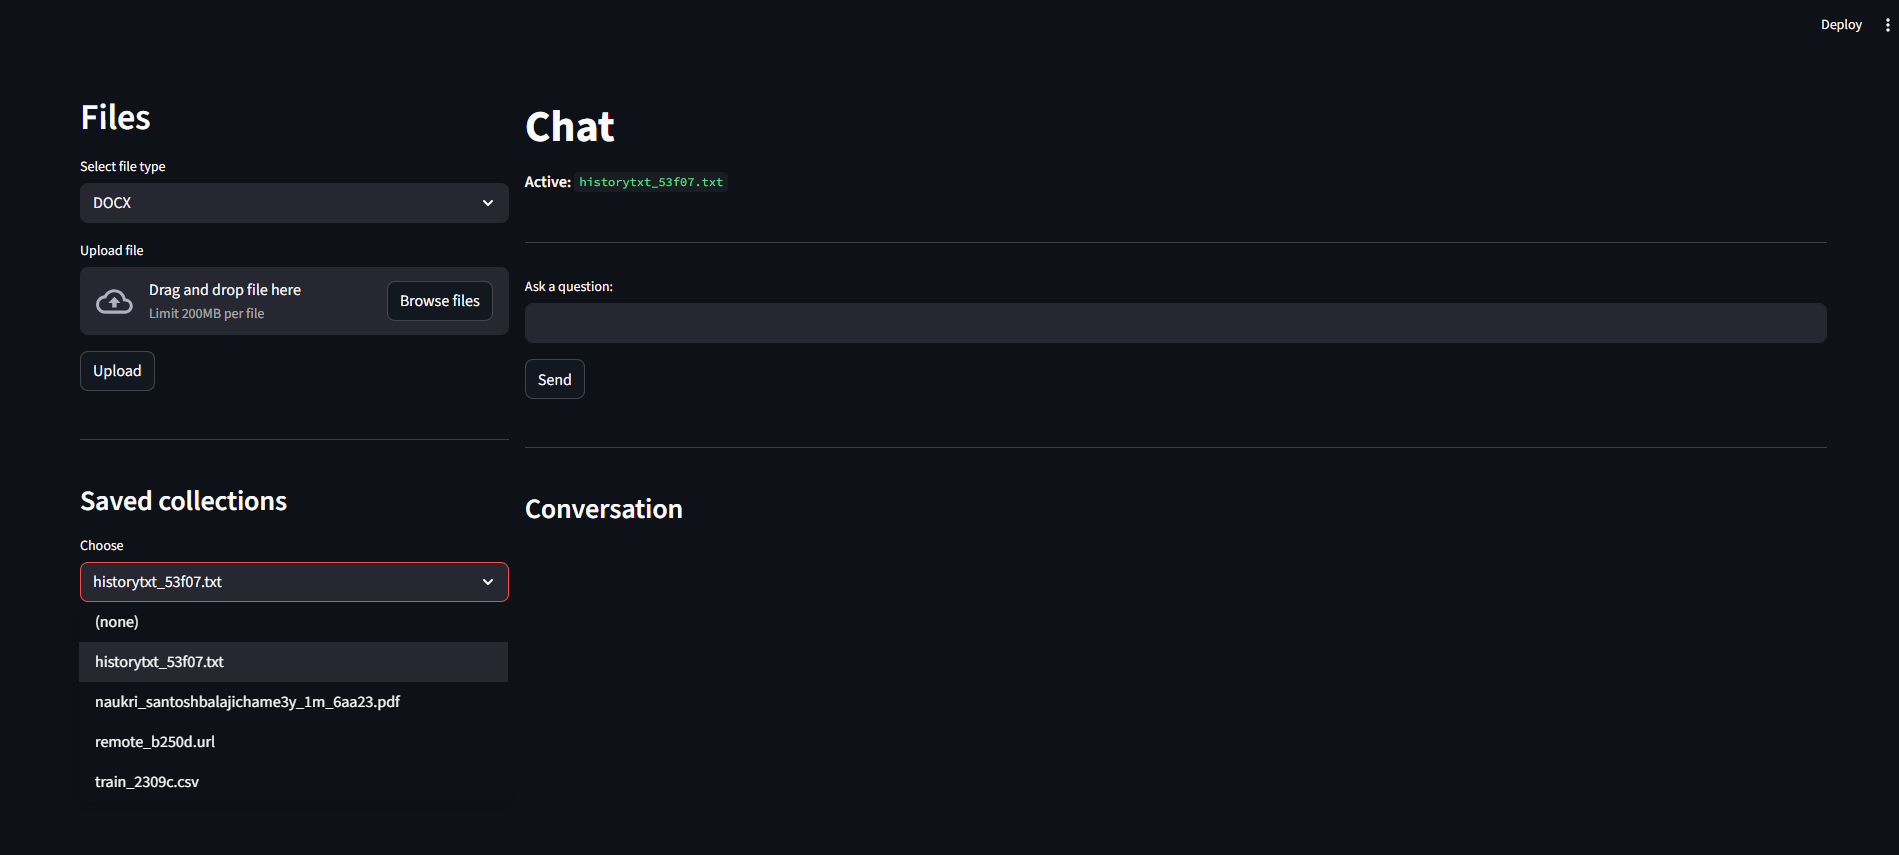 Deploy
Files
Select file type
DOCX
Upload file
Drag and drop file here
Limit 200MB per file
Browse files
Upload
Saved collections
Choose
historytxt_53f07.txt
(none)
historytxt_53f07.txt
naukri_santoshbalajichame3y_1m_6aa23.pdf
remote_b250d.url
train_2309c.csv
Chat
Active: historytxt_53f07.txt
Ask a question:
Send
Conversation